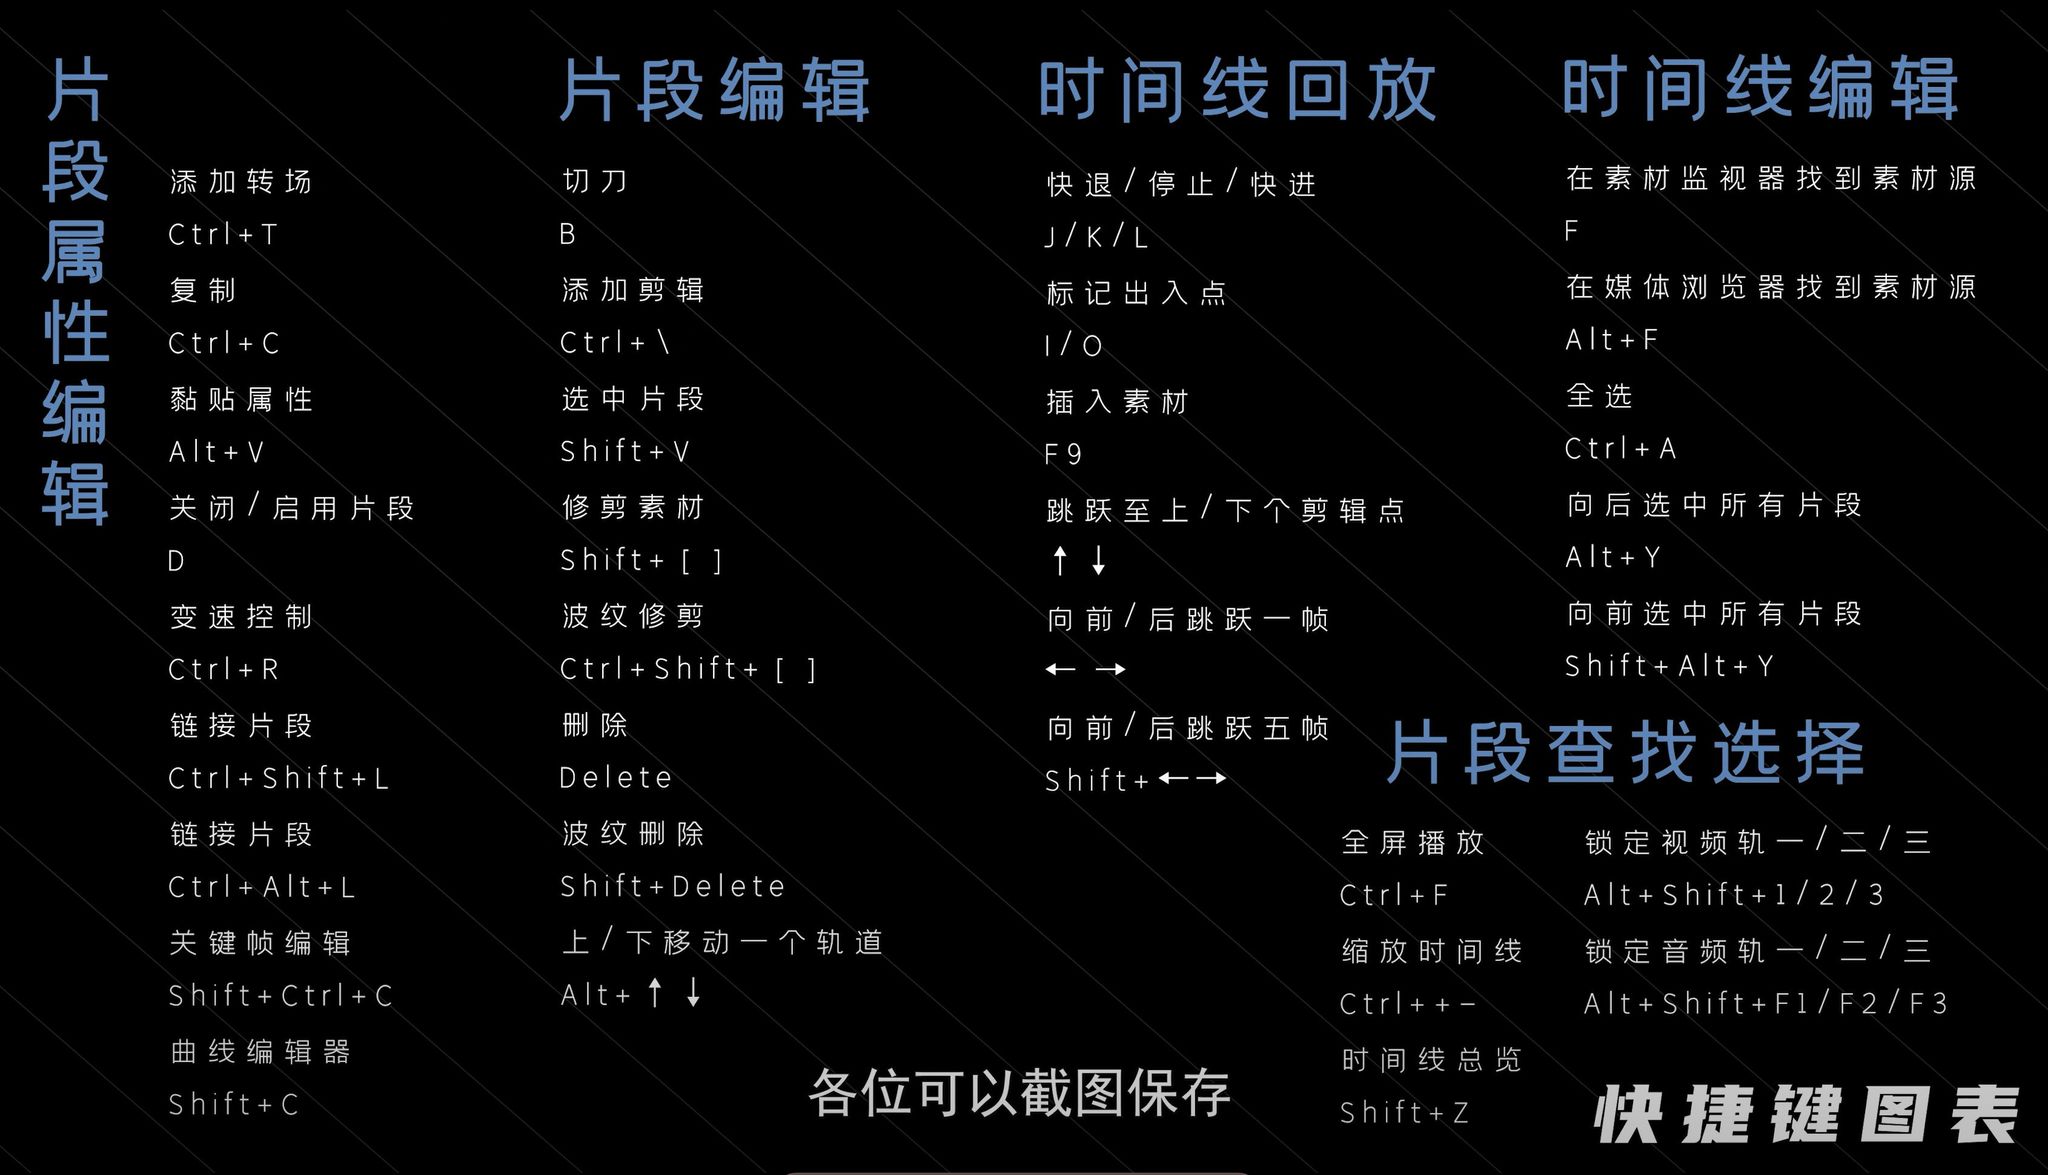 片段属性编辑
添加转场
Ctrl+T
复制
Ctrl+C
黏贴属性
Alt+V
关闭/启用片段
D
变速控制
Ctrl+R
链接片段
Ctrl+Shift+L
链接片段
Ctrl+Alt+L
关键帧编辑
Shift+Ctrl+C
曲线编辑器
Shift+C
片段编辑
切刀
B
添加剪辑
Ctrl+\
选中片段
Shift+V
修剪素材
Shift+[ ]
波纹修剪
Ctrl+Shift+[ ]
删除
Delete
波纹删除
Shift+Delete
上/下移动一个轨道
Alt+↑ ↓
时间线回放
快退/停止/快进
J/K/L
标记出入点
I/O
插入素材
F9
跳跃至上/下个剪辑点
↑ ↓
向前/后跳跃一帧
← →
向前/后跳跃五帧
Shift+←→
时间线编辑
在素材监视器找到素材源
F
在媒体浏览器找到素材源
Alt+F
全选
Ctrl+A
向后选中所有片段
Alt+Y
向前选中所有片段
Shift+Alt+Y
片段查找选择
全屏播放
Ctrl+F
缩放时间线
Ctrl++-
时间线总览
Shift+Z
锁定视频轨一/二/三
Alt+Shift+1/2/3
锁定音频轨一/二/三
Alt+Shift+F1/F2/F3
各位可以截图保存
快捷键图表